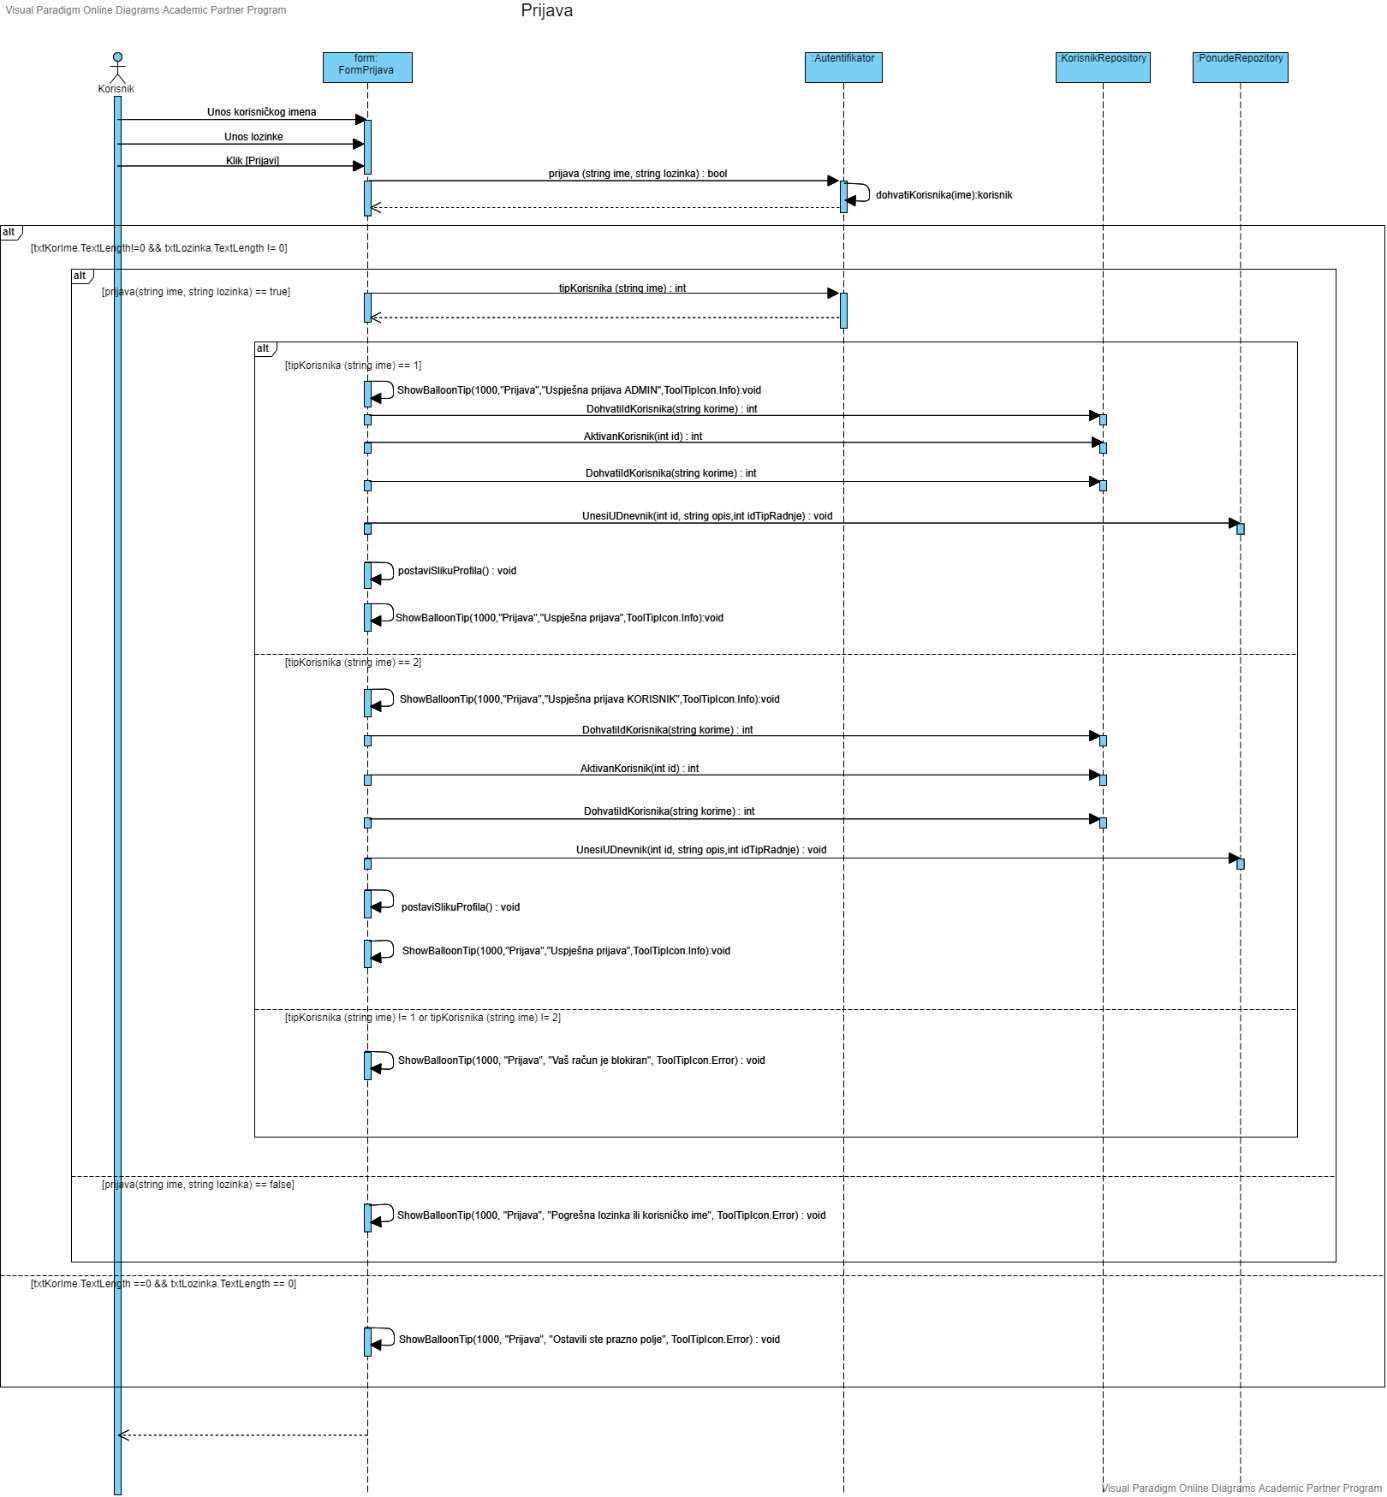 Visual Paradigm Online Diagrams Academic Partner Program
Prijava
Korisnik
form:
FormPrijava
:Autentifikator
:KorisnikRepository
:PonudeRepozitory
Unos korisničkog imena
Unos lozinke
Klik [Prijavi]
prijava (string ime, string lozinka) : bool
dohvatiKorisnika(ime):korisnik
alt
[txtKorIme.TextLength!=0 && txtLozinka.TextLength != 0]
alt
[prijava(string ime, string lozinka) == true]
tipKorisnika (string ime) : int
alt
[tipKorisnika (string ime) == 1]
ShowBalloonTip(1000,"Prijava","Uspješna prijava ADMIN",ToolTipIcon.Info):void
DohvatiIdKorisnika(string korime) : int
AktivanKorisnik(int id) : int
DohvatiIdKorisnika(string korime) : int
UnesiUDnevnik(int id, string opis,int idTipRadnje) : void
postaviSlikuProfila() : void
ShowBalloonTip(1000,"Prijava","Uspješna prijava",ToolTipIcon.Info):void
[tipKorisnika (string ime) == 2]
ShowBalloonTip(1000,"Prijava","Uspješna prijava KORISNIK",ToolTipIcon.Info):void
DohvatiIdKorisnika(string korime) : int
AktivanKorisnik(int id) : int
DohvatiIdKorisnika(string korime) : int
UnesiUDnevnik(int id, string opis,int idTipRadnje) : void
postaviSlikuProfila() : void
ShowBalloonTip(1000,"Prijava","Uspješna prijava",ToolTipIcon.Info):void
[tipKorisnika (string ime) != 1 or tipKorisnika (string ime) != 2]
ShowBalloonTip(1000, "Prijava", "Vaš račun je blokiran", ToolTipIcon.Error) : void
[prijava(string ime, string lozinka) == false]
ShowBalloonTip(1000, "Prijava", "Pogrešna lozinka ili korisničko ime", ToolTipIcon.Error) : void
[txtKorIme.TextLength ==0 && txtLozinka.TextLength == 0]
ShowBalloonTip(1000, "Prijava", "Ostavili ste prazno polje", ToolTipIcon.Error) : void
Visual Paradigm Online Diagrams Academic Partner Program